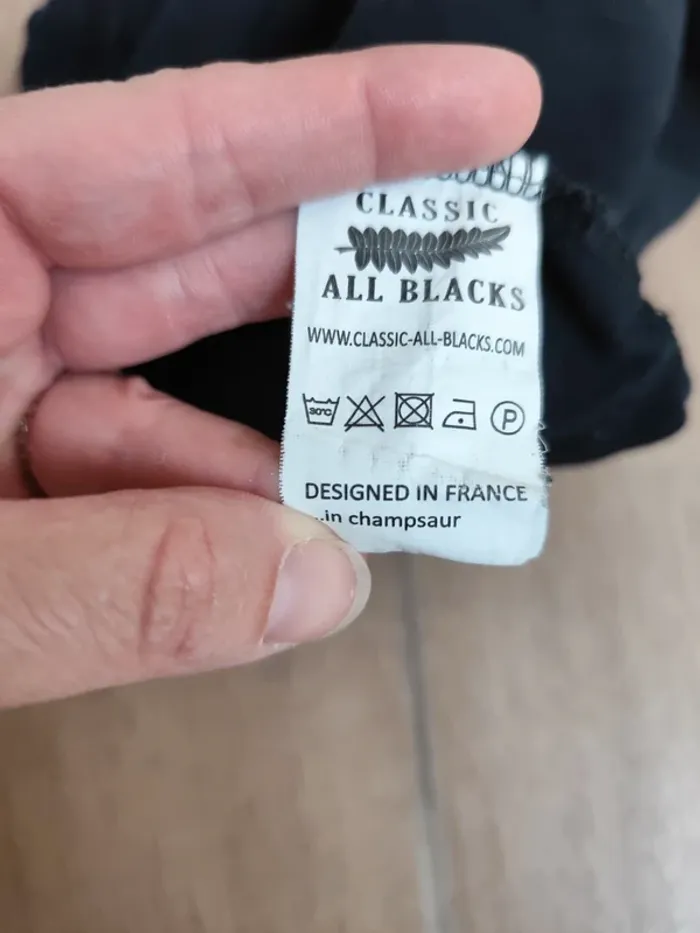 CLASSIC
ALL BLACKS
WWW.CLASSIC-ALL-BLACKS.COM
30°C P
DESIGNED IN FRANCE
...in champsaur